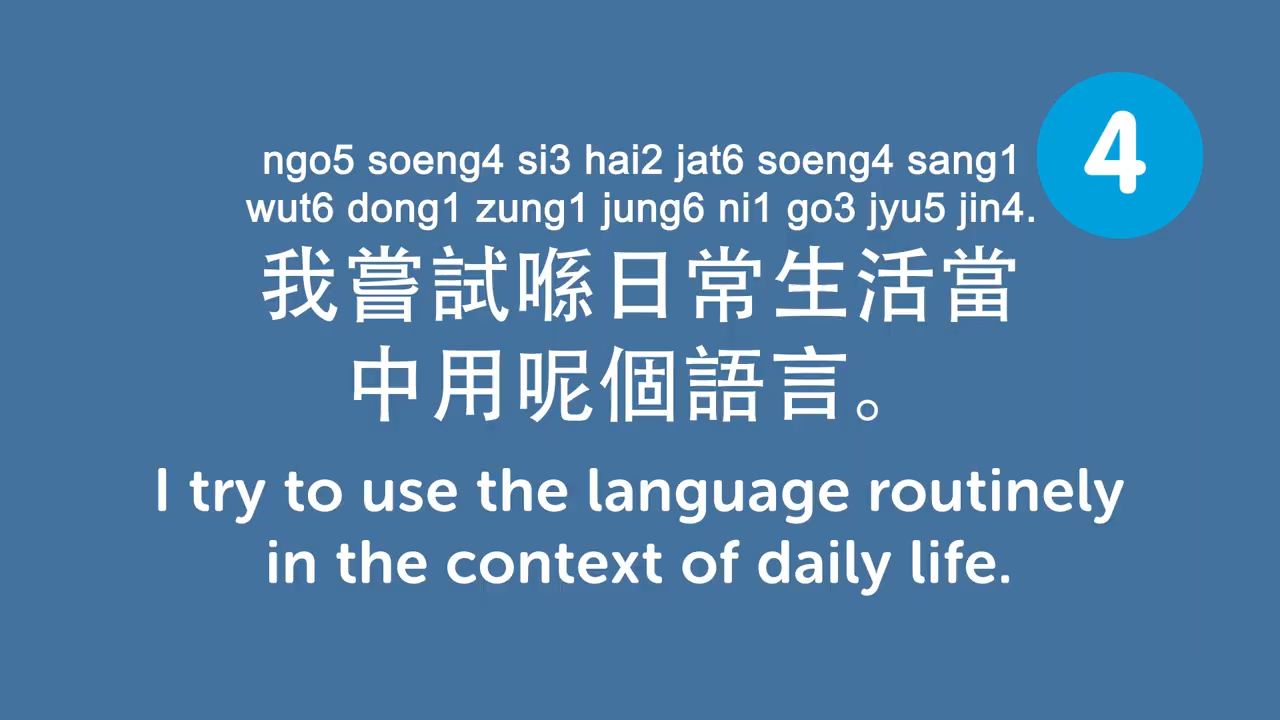 4
ngo5 soeng4 si3 hai2 jat6 soeng4 sang1
wut6 dong1 zung1 jung6 ni1 go3 jyu5 jin4.
我嘗試喺日常生活當
中用呢個語言。
I try to use the language routinely
in the context of daily life.